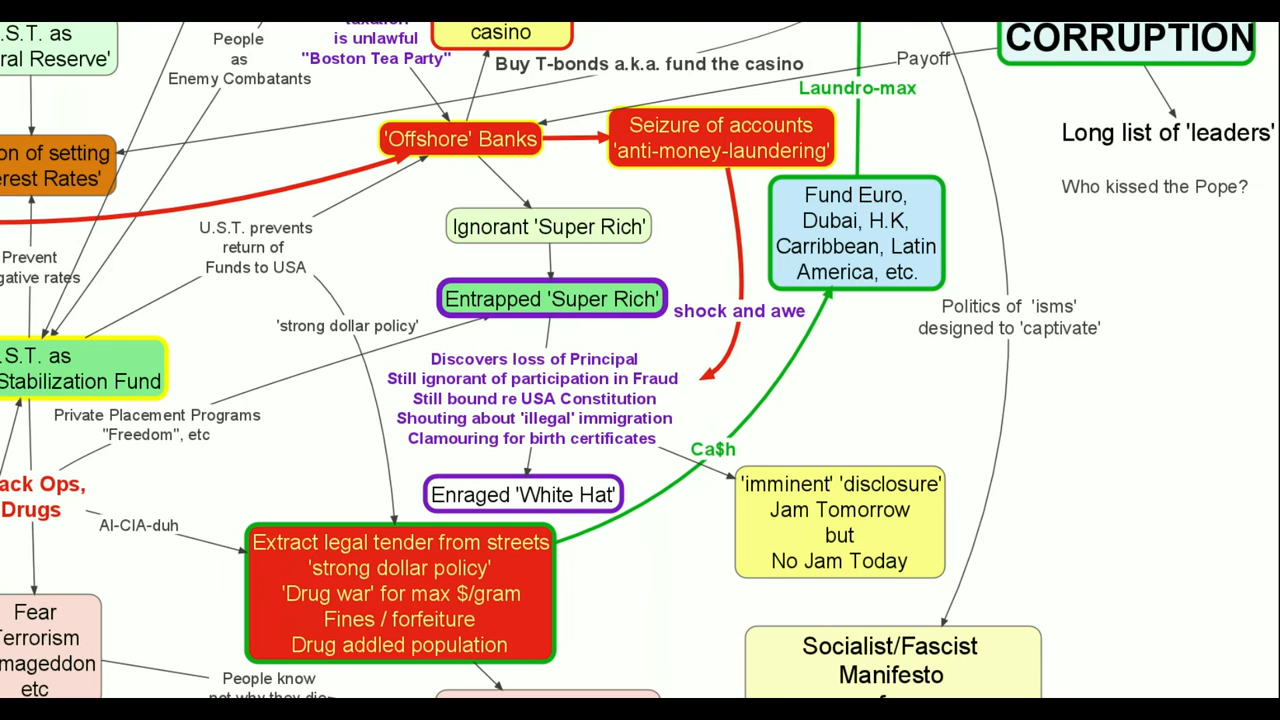 .S.T. as
ral Reserve'
People
as
Enemy Combatants
is unlawful
"Boston Tea Party"
casino
Buy T-bonds a.k.a. fund the casino
Payoff
CORRUPTION
Laundro-max
Long list of 'leaders'
Who kissed the Pope?
on of setting
erest Rates'
'Offshore' Banks
Seizure of accounts
'anti-money-laundering'
Fund Euro,
Dubai, H.K,
Carribbean, Latin
America, etc.
Ignorant 'Super Rich'
U.S.T. prevents
return of
Funds to USA
Prevent
gative rates
Entrapped 'Super Rich'
shock and awe
'strong dollar policy'
Politics of 'isms'
designed to 'captivate'
.S.T. as
Stabilization Fund
Discovers loss of Principal
Still ignorant of participation in Fraud
Still bound re USA Constitution
Shouting about 'illegal' immigration
Clamouring for birth certificates
Private Placement Programs
"Freedom", etc
Ca$h
Enraged 'White Hat'
'imminent' 'disclosure'
Jam Tomorrow
but
No Jam Today
ack Ops,
Drugs
Al-CIA-duh
Extract legal tender from streets
'strong dollar policy'
'Drug war' for max $/gram
Fines / forfeiture
Drug addled population
Fear
Terrorism
mageddon
etc
People know
not why they die
Socialist/Fascist
Manifesto